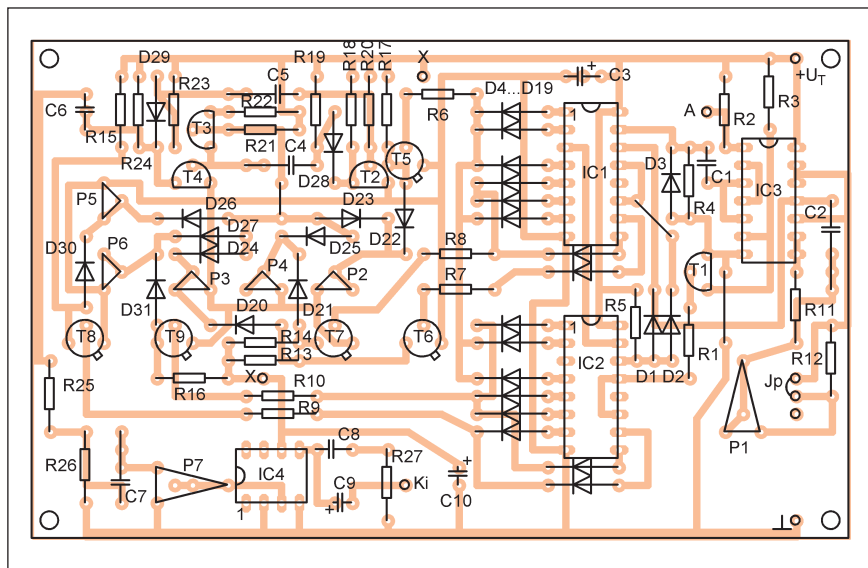 D29 R19 R18 R20 R17 X
R23 C5 C3 +U_T
C6 R22 R6 D4...D19 R3
R15 T3 1 A R2
R24 R21 C4 T5 IC1 D3 C1 IC3
T4 D28 T2
P5 D26 D23 R4 C2
D27 D22
P6 D24 D25 R8
D30 T1
D31 P3 P4 P2 R7
D20 D21 R5 R11
T8 T9 R14 T7 T6 1 R1
R13 IC2 R12
R25 R16 X R10 D1 D2 Jp
R9
P7 C8 R27 P1
R26 IC4
C7 C9 Ki C10
1